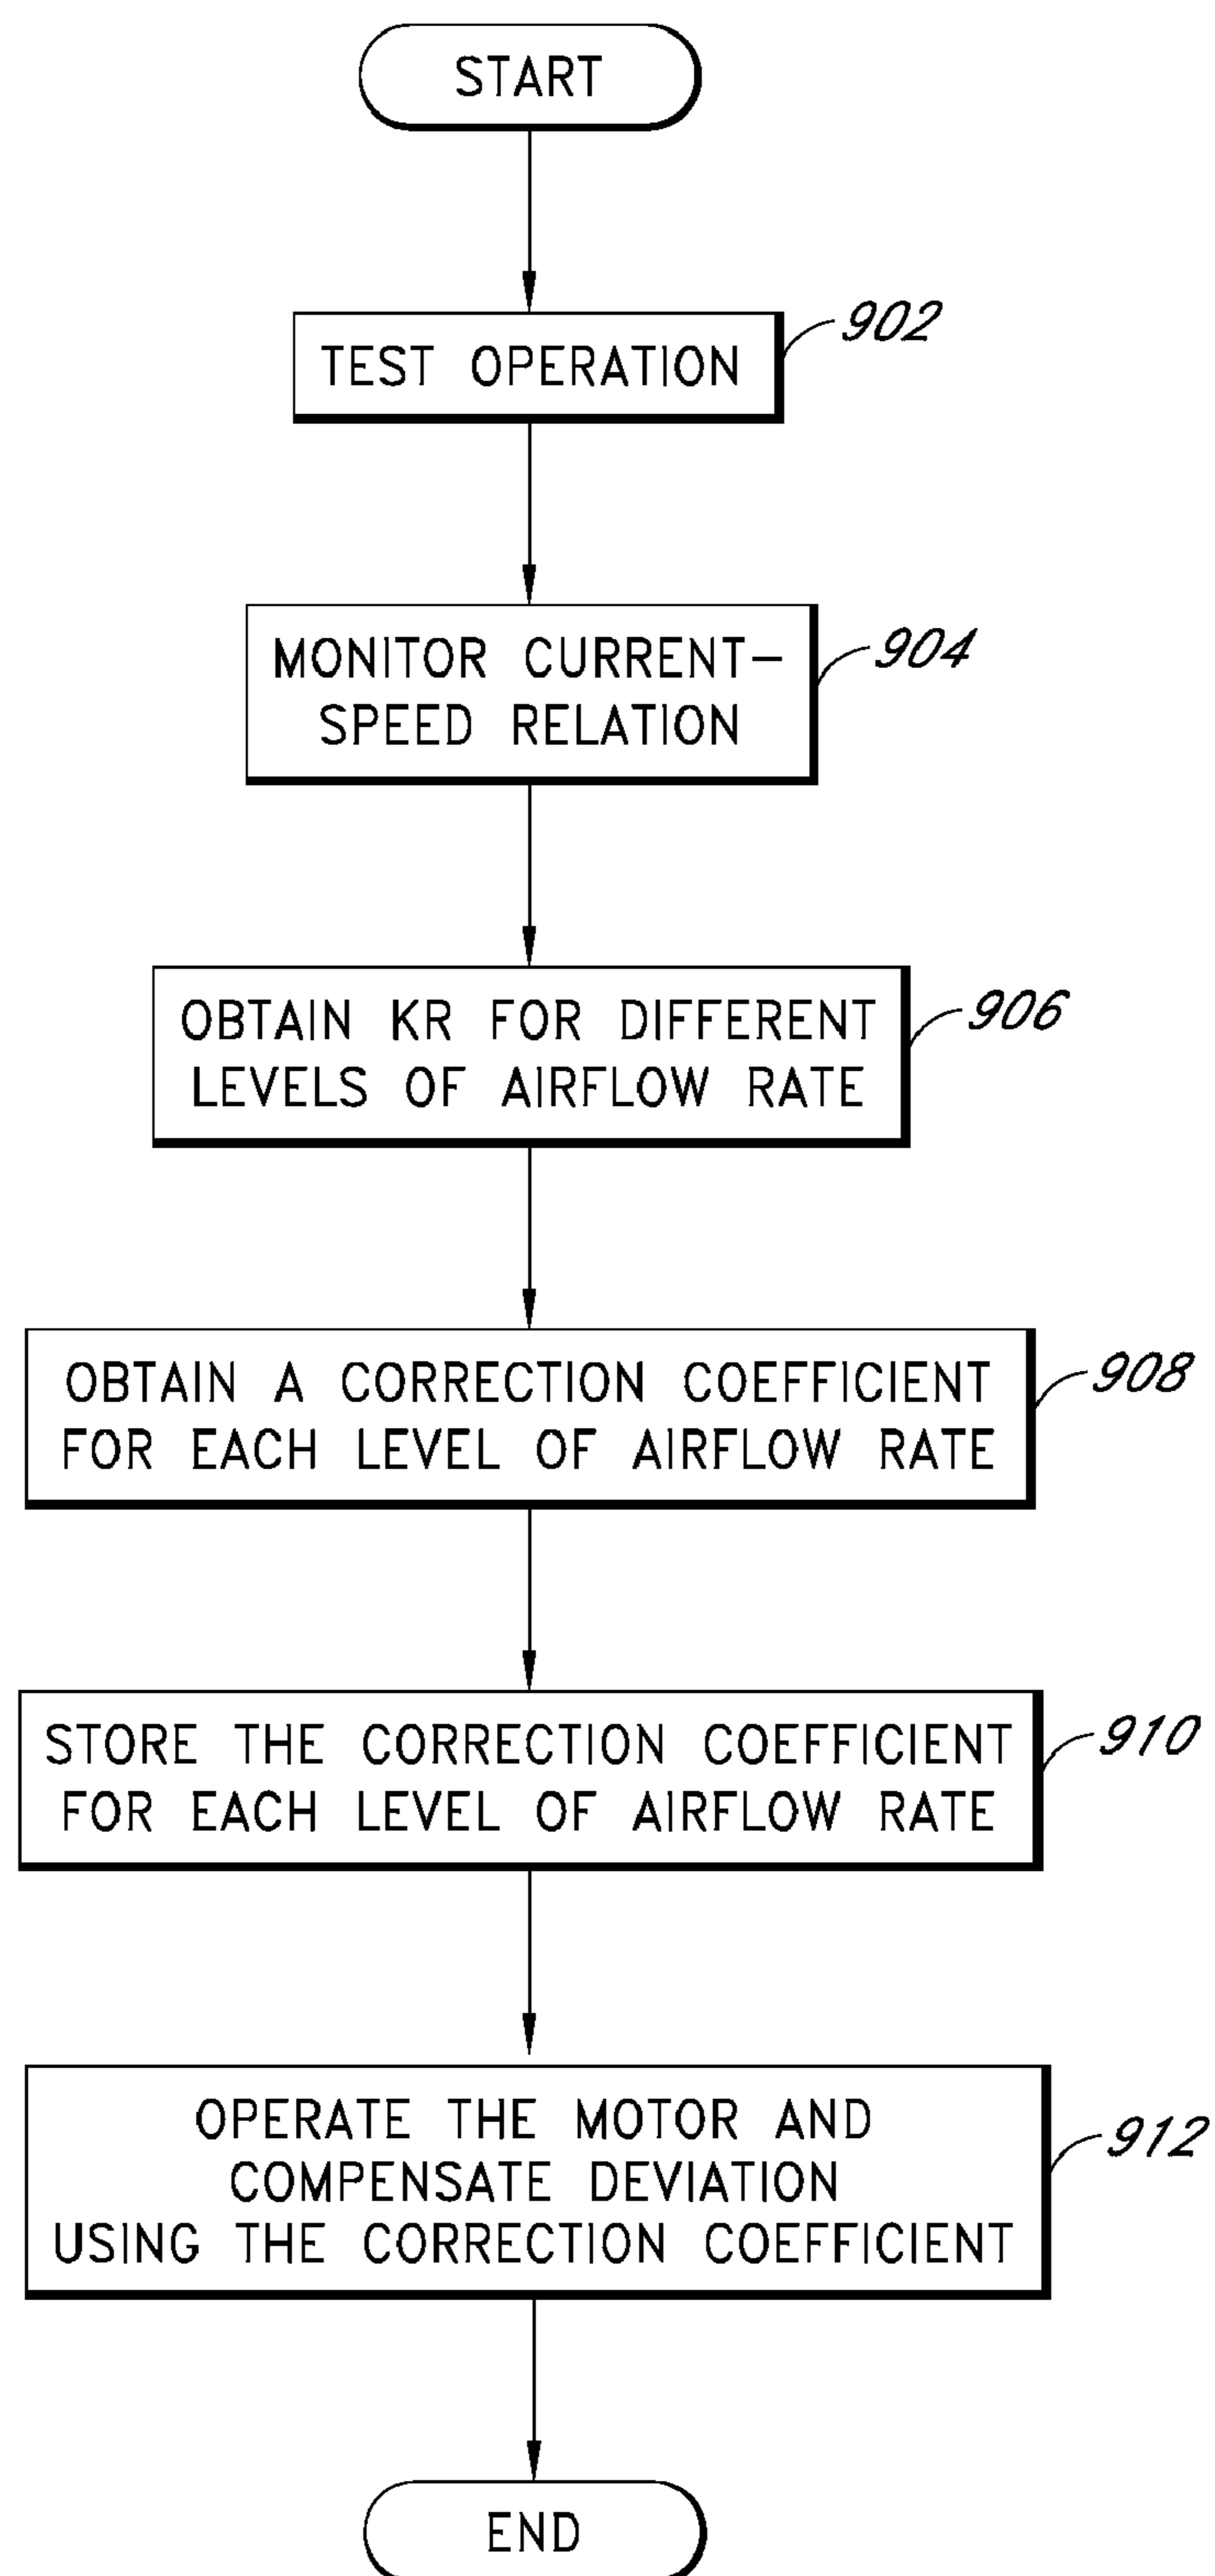 START
TEST OPERATION
902
MONITOR CURRENT-
SPEED RELATION
904
OBTAIN KR FOR DIFFERENT
LEVELS OF AIRFLOW RATE
906
OBTAIN A CORRECTION COEFFICIENT
FOR EACH LEVEL OF AIRFLOW RATE
908
STORE THE CORRECTION COEFFICIENT
FOR EACH LEVEL OF AIRFLOW RATE
910
OPERATE THE MOTOR AND
COMPENSATE DEVIATION
USING THE CORRECTION COEFFICIENT
912
END